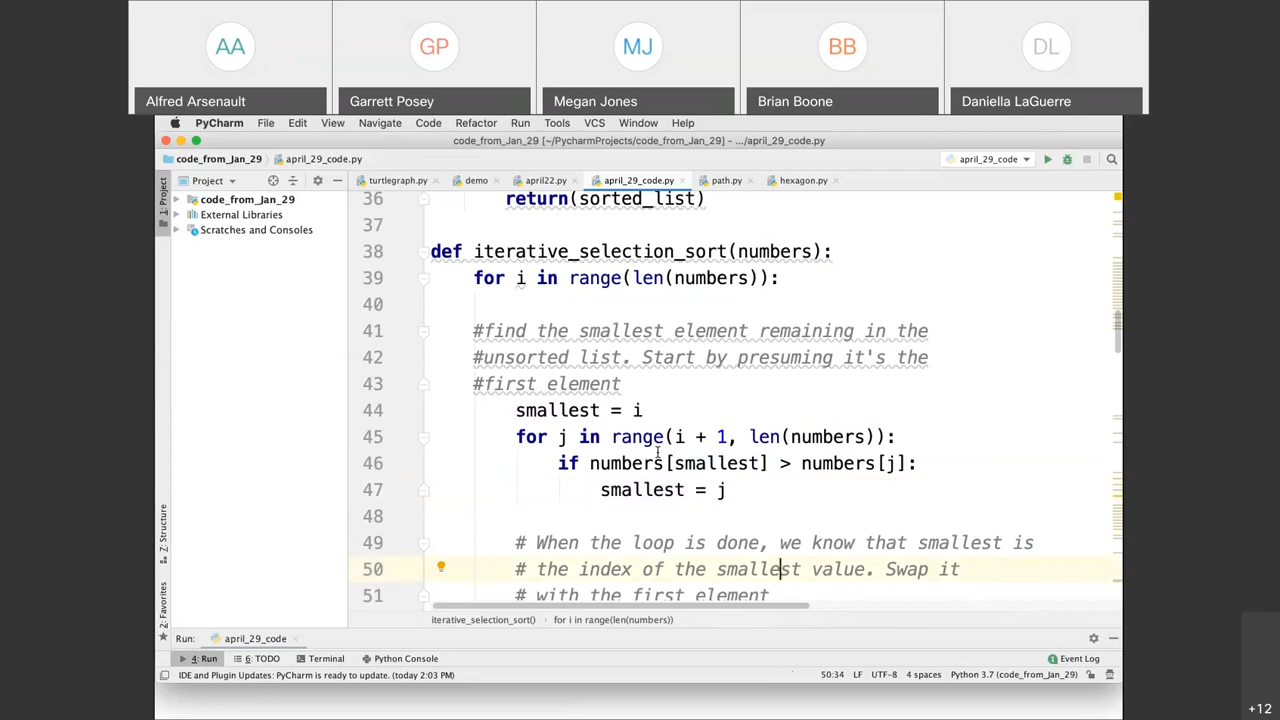 AA
GP
MJ
BB
DL
Alfred Arsenault
Garrett Posey
Megan Jones
Brian Boone
Daniella LaGuerre
PyCharm File Edit View Navigate Code Refactor Run Tools VCS Window Help
code_from_Jan_29 [~/PycharmProjects/code_from_Jan_29] - .../april_29_code.py
code_from_Jan_29 april_29_code.py
april_29_code
1: Project
Project
turtlegraph.py demo april22.py april_29_code.py path.py hexagon.py
code_from_Jan_29
External Libraries
Scratches and Consoles
36 return(sorted_list)
37
38 def iterative_selection_sort(numbers):
39 for i in range(len(numbers)):
40
41 #find the smallest element remaining in the
42 #unsorted list. Start by presuming it's the
43 #first element
44 smallest = i
45 for j in range(i + 1, len(numbers)):
46 if numbers[smallest] > numbers[j]:
47 smallest = j
48
49 # When the loop is done, we know that smallest is
50 # the index of the smallest value. Swap it
51 # with the first element
Z: Structure
2: Favorites
iterative_selection_sort() for i in range(len(numbers))
Run: april_29_code
4: Run 6: TODO Terminal Python Console Event Log
IDE and Plugin Updates: PyCharm is ready to update. (today 2:03 PM) 50:34 LF UTF-8 4 spaces Python 3.7 (code_from_Jan_29)
+12